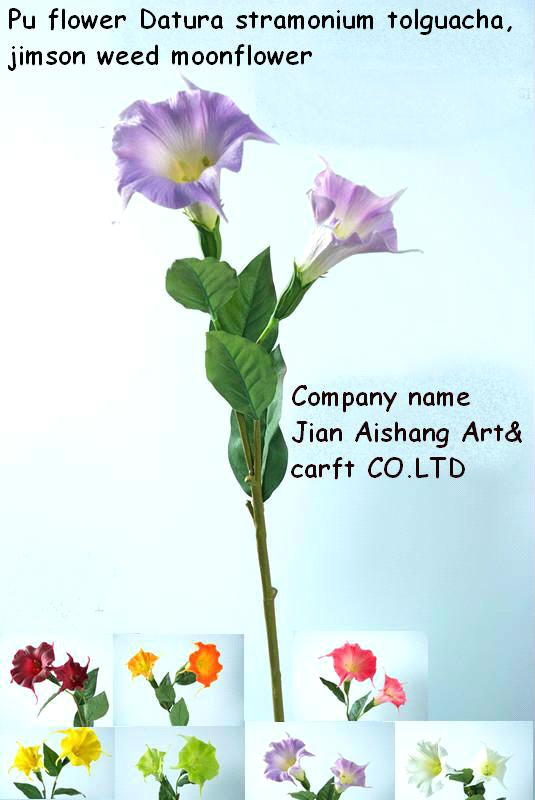 Pu flower Datura stramonium tolguacha,
jimson weed moonflower
Company name
Jian Aishang Art&
carft CO.LTD